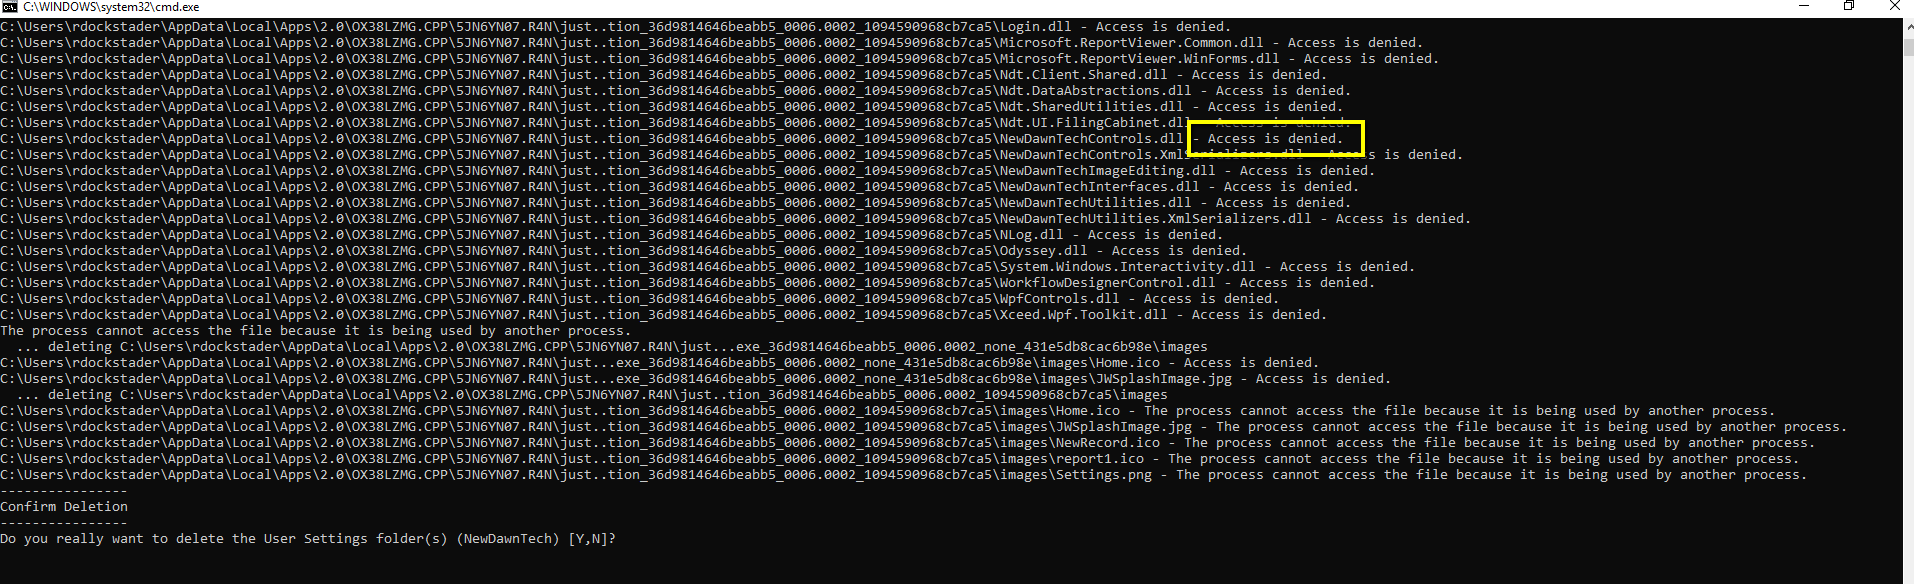 C:\WINDOWS\system32\cmd.exe
C:\Users\rdockstader\AppData\Local\Apps\2.0\OX38LZMG.CPP\5JN6YN07.R4N\just..tion_36d9814646beabb5_0006.0002_1094590968cb7ca5\Login.dll - Access is denied.
C:\Users\rdockstader\AppData\Local\Apps\2.0\OX38LZMG.CPP\5JN6YN07.R4N\just..tion_36d9814646beabb5_0006.0002_1094590968cb7ca5\Microsoft.ReportViewer.Common.dll - Access is denied.
C:\Users\rdockstader\AppData\Local\Apps\2.0\OX38LZMG.CPP\5JN6YN07.R4N\just..tion_36d9814646beabb5_0006.0002_1094590968cb7ca5\Microsoft.ReportViewer.WinForms.dll - Access is denied.
C:\Users\rdockstader\AppData\Local\Apps\2.0\OX38LZMG.CPP\5JN6YN07.R4N\just..tion_36d9814646beabb5_0006.0002_1094590968cb7ca5\Ndt.Client.Shared.dll - Access is denied.
C:\Users\rdockstader\AppData\Local\Apps\2.0\OX38LZMG.CPP\5JN6YN07.R4N\just..tion_36d9814646beabb5_0006.0002_1094590968cb7ca5\Ndt.DataAbstractions.dll - Access is denied.
C:\Users\rdockstader\AppData\Local\Apps\2.0\OX38LZMG.CPP\5JN6YN07.R4N\just..tion_36d9814646beabb5_0006.0002_1094590968cb7ca5\Ndt.SharedUtilities.dll - Access is denied.
C:\Users\rdockstader\AppData\Local\Apps\2.0\OX38LZMG.CPP\5JN6YN07.R4N\just..tion_36d9814646beabb5_0006.0002_1094590968cb7ca5\Ndt.UI.FilingCabinet.dll - Access is denied.
C:\Users\rdockstader\AppData\Local\Apps\2.0\OX38LZMG.CPP\5JN6YN07.R4N\just..tion_36d9814646beabb5_0006.0002_1094590968cb7ca5\NewDawnTechControls.dll - Access is denied.
C:\Users\rdockstader\AppData\Local\Apps\2.0\OX38LZMG.CPP\5JN6YN07.R4N\just..tion_36d9814646beabb5_0006.0002_1094590968cb7ca5\NewDawnTechControls.XmlSerializers.dll - Access is denied.
C:\Users\rdockstader\AppData\Local\Apps\2.0\OX38LZMG.CPP\5JN6YN07.R4N\just..tion_36d9814646beabb5_0006.0002_1094590968cb7ca5\NewDawnTechImageEditing.dll - Access is denied.
C:\Users\rdockstader\AppData\Local\Apps\2.0\OX38LZMG.CPP\5JN6YN07.R4N\just..tion_36d9814646beabb5_0006.0002_1094590968cb7ca5\NewDawnTechInterfaces.dll - Access is denied.
C:\Users\rdockstader\AppData\Local\Apps\2.0\OX38LZMG.CPP\5JN6YN07.R4N\just..tion_36d9814646beabb5_0006.0002_1094590968cb7ca5\NewDawnTechUtilities.dll - Access is denied.
C:\Users\rdockstader\AppData\Local\Apps\2.0\OX38LZMG.CPP\5JN6YN07.R4N\just..tion_36d9814646beabb5_0006.0002_1094590968cb7ca5\NewDawnTechUtilities.XmlSerializers.dll - Access is denied.
C:\Users\rdockstader\AppData\Local\Apps\2.0\OX38LZMG.CPP\5JN6YN07.R4N\just..tion_36d9814646beabb5_0006.0002_1094590968cb7ca5\NLog.dll - Access is denied.
C:\Users\rdockstader\AppData\Local\Apps\2.0\OX38LZMG.CPP\5JN6YN07.R4N\just..tion_36d9814646beabb5_0006.0002_1094590968cb7ca5\Odyssey.dll - Access is denied.
C:\Users\rdockstader\AppData\Local\Apps\2.0\OX38LZMG.CPP\5JN6YN07.R4N\just..tion_36d9814646beabb5_0006.0002_1094590968cb7ca5\System.Windows.Interactivity.dll - Access is denied.
C:\Users\rdockstader\AppData\Local\Apps\2.0\OX38LZMG.CPP\5JN6YN07.R4N\just..tion_36d9814646beabb5_0006.0002_1094590968cb7ca5\WorkflowDesignerControl.dll - Access is denied.
C:\Users\rdockstader\AppData\Local\Apps\2.0\OX38LZMG.CPP\5JN6YN07.R4N\just..tion_36d9814646beabb5_0006.0002_1094590968cb7ca5\WpfControls.dll - Access is denied.
C:\Users\rdockstader\AppData\Local\Apps\2.0\OX38LZMG.CPP\5JN6YN07.R4N\just..tion_36d9814646beabb5_0006.0002_1094590968cb7ca5\Xceed.Wpf.Toolkit.dll - Access is denied.
The process cannot access the file because it is being used by another process.
... deleting C:\Users\rdockstader\AppData\Local\Apps\2.0\OX38LZMG.CPP\5JN6YN07.R4N\just...exe_36d9814646beabb5_0006.0002_none_431e5db8cac6b98e\images
C:\Users\rdockstader\AppData\Local\Apps\2.0\OX38LZMG.CPP\5JN6YN07.R4N\just...exe_36d9814646beabb5_0006.0002_none_431e5db8cac6b98e\images\Home.ico - Access is denied.
C:\Users\rdockstader\AppData\Local\Apps\2.0\OX38LZMG.CPP\5JN6YN07.R4N\just...exe_36d9814646beabb5_0006.0002_none_431e5db8cac6b98e\images\JWSplashImage.jpg - Access is denied.
... deleting C:\Users\rdockstader\AppData\Local\Apps\2.0\OX38LZMG.CPP\5JN6YN07.R4N\just..tion_36d9814646beabb5_0006.0002_1094590968cb7ca5\images
C:\Users\rdockstader\AppData\Local\Apps\2.0\OX38LZMG.CPP\5JN6YN07.R4N\just..tion_36d9814646beabb5_0006.0002_1094590968cb7ca5\images\Home.ico - The process cannot access the file because it is being used by another process.
C:\Users\rdockstader\AppData\Local\Apps\2.0\OX38LZMG.CPP\5JN6YN07.R4N\just..tion_36d9814646beabb5_0006.0002_1094590968cb7ca5\images\JWSplashImage.jpg - The process cannot access the file because it is being used by another process.
C:\Users\rdockstader\AppData\Local\Apps\2.0\OX38LZMG.CPP\5JN6YN07.R4N\just..tion_36d9814646beabb5_0006.0002_1094590968cb7ca5\images\NewRecord.ico - The process cannot access the file because it is being used by another process.
C:\Users\rdockstader\AppData\Local\Apps\2.0\OX38LZMG.CPP\5JN6YN07.R4N\just..tion_36d9814646beabb5_0006.0002_1094590968cb7ca5\images\report1.ico - The process cannot access the file because it is being used by another process.
C:\Users\rdockstader\AppData\Local\Apps\2.0\OX38LZMG.CPP\5JN6YN07.R4N\just..tion_36d9814646beabb5_0006.0002_1094590968cb7ca5\images\Settings.png - The process cannot access the file because it is being used by another process.
----------------
Confirm Deletion
----------------
Do you really want to delete the User Settings folder(s) (NewDawnTech) [Y,N]?